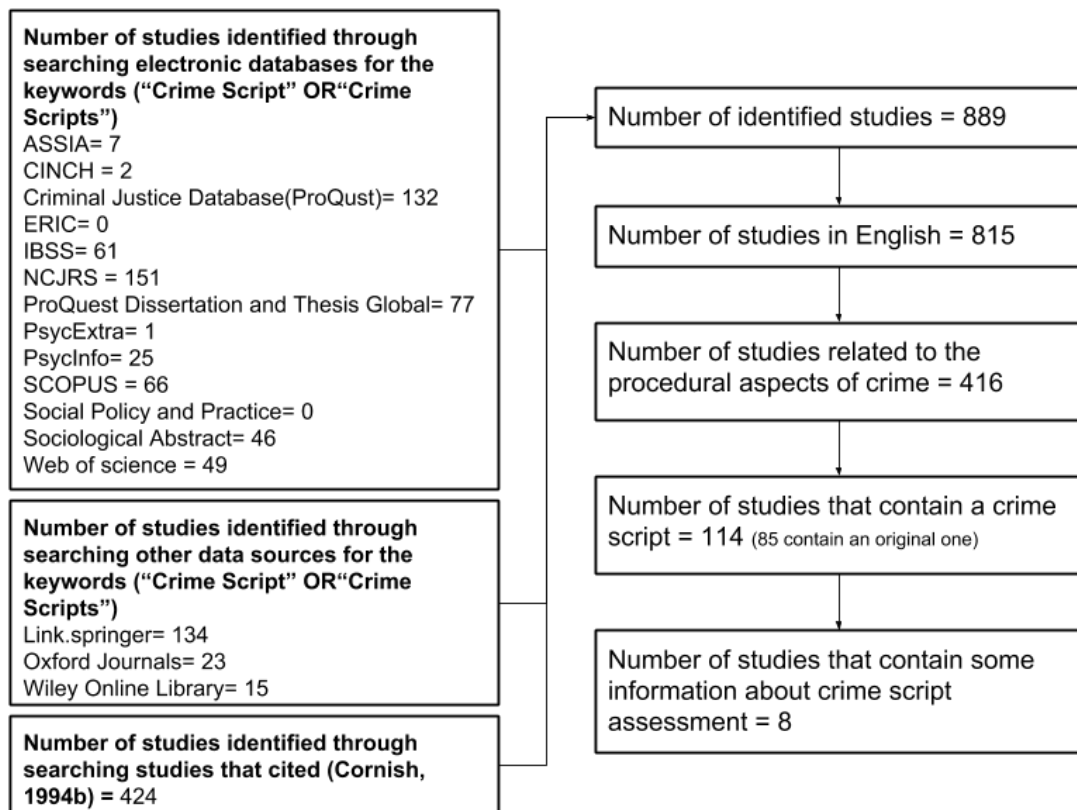 Number of studies identified through
searching electronic databases for the
keywords (“Crime Script” OR“Crime
Scripts”)
ASSIA= 7
CINCH = 2
Criminal Justice Database(ProQust)= 132
ERIC= 0
IBSS= 61
NCJRS = 151
ProQuest Dissertation and Thesis Global= 77
PsycExtra= 1
PsycInfo= 25
SCOPUS = 66
Social Policy and Practice= 0
Sociological Abstract= 46
Web of science = 49
Number of studies identified through
searching other data sources for the
keywords (“Crime Script” OR“Crime
Scripts”)
Link.springer= 134
Oxford Journals= 23
Wiley Online Library= 15
Number of studies identified through
searching studies that cited (Cornish,
1994b) = 424
Number of identified studies = 889
Number of studies in English = 815
Number of studies related to the
procedural aspects of crime = 416
Number of studies that contain a crime
script = 114 (85 contain an original one)
Number of studies that contain some
information about crime script
assessment = 8